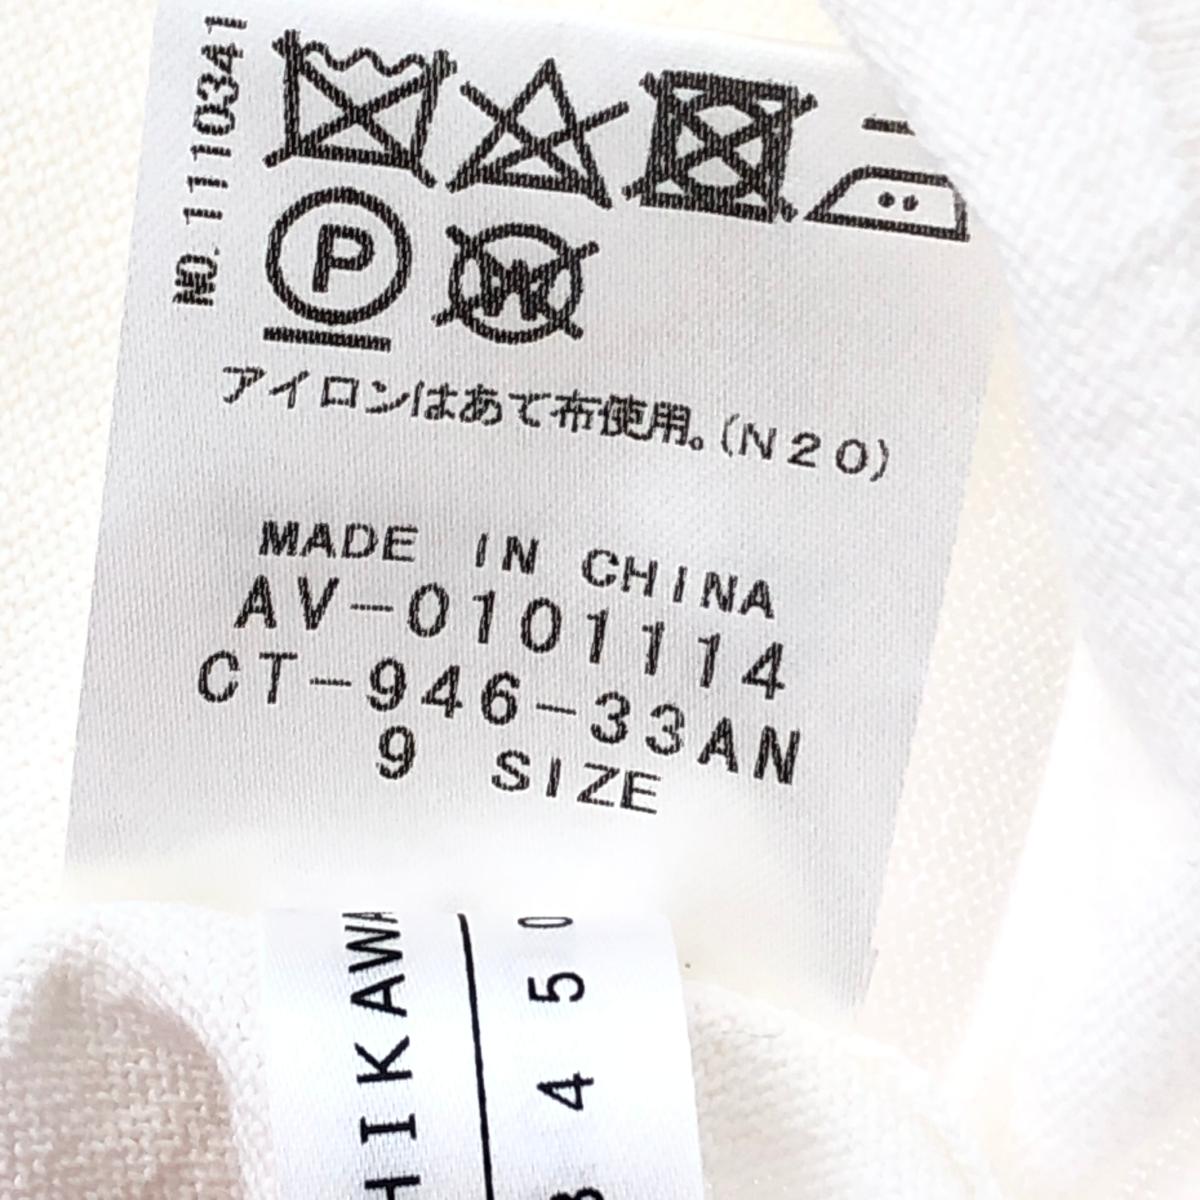 NO. 1110341
P
W
アイロンはあて布使用。(N20)
MADE IN CHINA
AV-0101114
CT-946-33AN
9 SIZE
HIKAWA
3 4 5 0